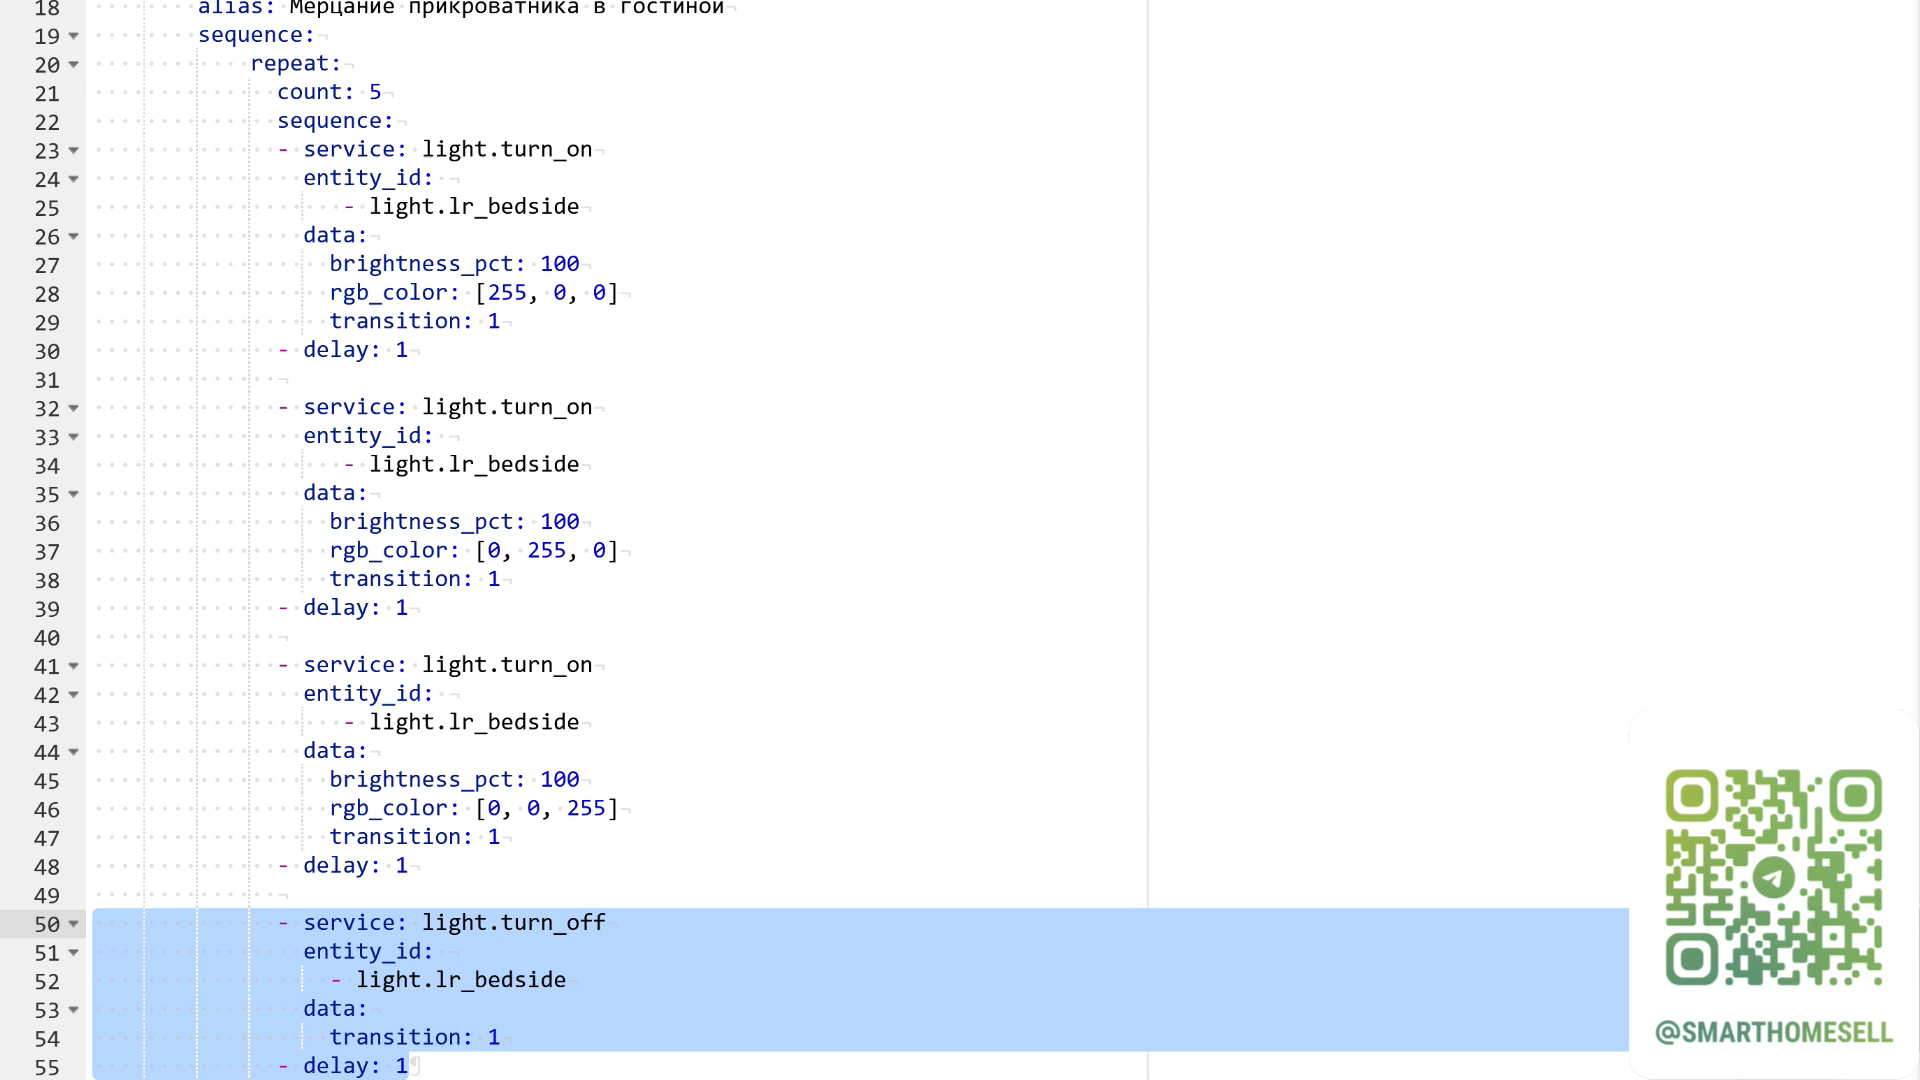 18 alias: Мерцание прикроватника в гостиной
19 sequence:
20 repeat:
21 count: 5
22 sequence:
23 - service: light.turn_on
24 entity_id:
25 - light.lr_bedside
26 data:
27 brightness_pct: 100
28 rgb_color: [255, 0, 0]
29 transition: 1
30 - delay: 1
31
32 - service: light.turn_on
33 entity_id:
34 - light.lr_bedside
35 data:
36 brightness_pct: 100
37 rgb_color: [0, 255, 0]
38 transition: 1
39 - delay: 1
40
41 - service: light.turn_on
42 entity_id:
43 - light.lr_bedside
44 data:
45 brightness_pct: 100
46 rgb_color: [0, 0, 255]
47 transition: 1
48 - delay: 1
49
50 - service: light.turn_off
51 entity_id:
52 - light.lr_bedside
53 data:
54 transition: 1
55 - delay: 1
@SMARTHOMESELL